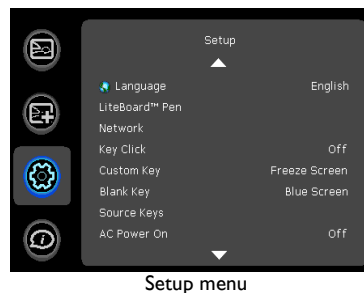 Setup
Language English
LiteBoard™ Pen
Network
Key Click Off
Custom Key Freeze Screen
Blank Key Blue Screen
Source Keys
AC Power On Off
Setup menu